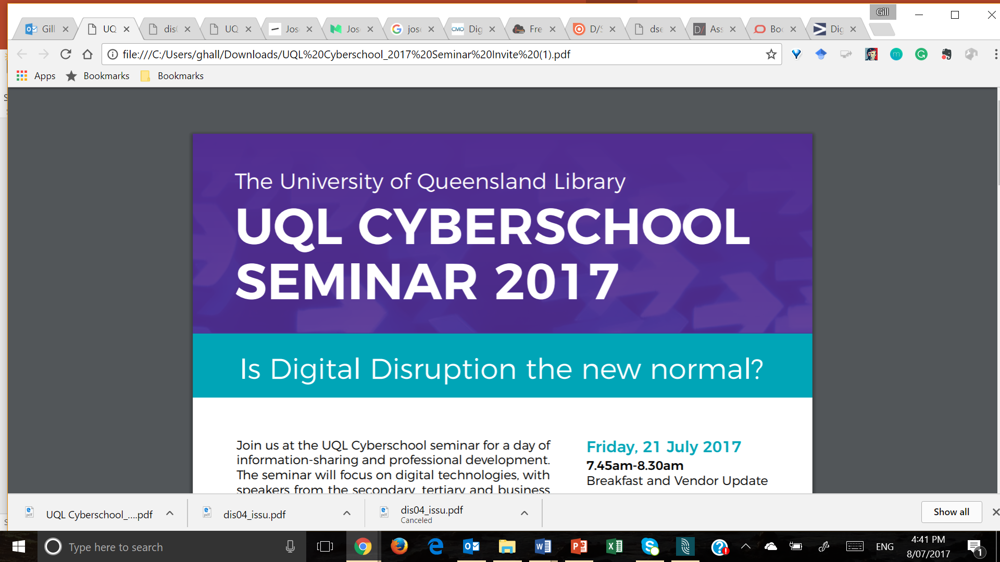 Gill
Gill
UQ
dis
UQ
Jos
Jos
jose
CMO
Dig
Fre
D/S
dse
D/
Ass
Boo
Dig
file:///C:/Users/ghall/Downloads/UQL%20Cyberschool_2017%20Seminar%20Invite%20(1).pdf
Apps
Bookmarks
Bookmarks
The University of Queensland Library
UQL CYBERSCHOOL
SEMINAR 2017
Is Digital Disruption the new normal?
Join us at the UQL Cyberschool seminar for a day of
information-sharing and professional development.
The seminar will focus on digital technologies, with
speakers from the secondary, tertiary and business
Friday, 21 July 2017
7.45am-8.30am
Breakfast and Vendor Update
UQL Cyberschool_....pdf
dis04_issu.pdf
dis04_issu.pdf
Canceled
Show all
Type here to search
ENG
4:41 PM
8/07/2017
1